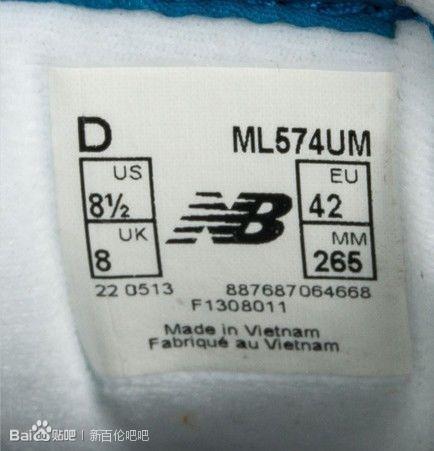 D ML574UM
US EU
8½ NB 42
UK MM
8 265
22 0513 887687064668
F1308011
Made in Vietnam
Fabriqué au Vietnam
Bai贴吧 | 新百伦吧吧